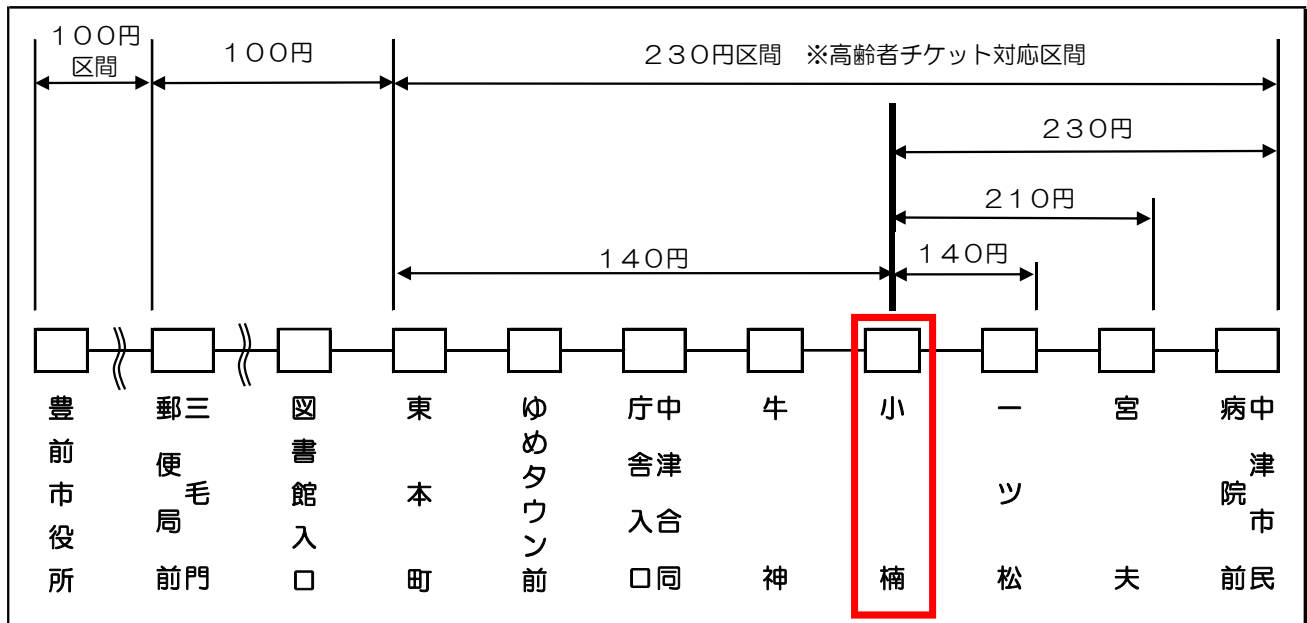 100円
区間
100円
230円区間　※高齢者チケット対応区間
230円
210円
140円
140円
豊前市役所
三毛門
郵便局前
図書館入口
東本町
ゆめタウン前
中津合同
庁舎入口
牛神
小楠
一ツ松
宮夫
中津市民
病院前